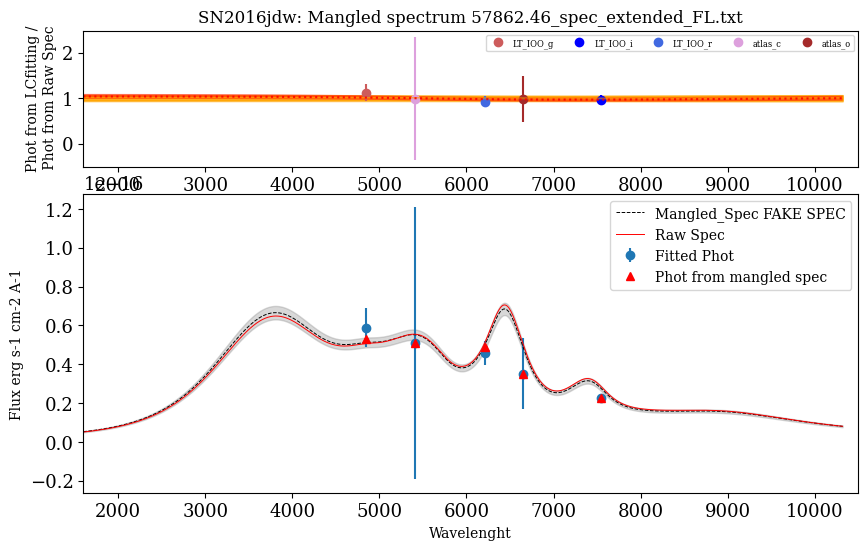 SN2016jdw: Mangled spectrum 57862.46_spec_extended_FL.txt
Phot from LCfitting /
Phot from Raw Spec
2
1
0
LT_IOO_g
LT_IOO_i
LT_IOO_r
atlas_c
atlas_o
2000 3000 4000 5000 6000 7000 8000 9000 10000
1e−16
Flux erg s-1 cm-2 A-1
1.2
1.0
0.8
0.6
0.4
0.2
0.0
−0.2
Mangled_Spec FAKE SPEC
Raw Spec
Fitted Phot
Phot from mangled spec
2000 3000 4000 5000 6000 7000 8000 9000 10000
Wavelenght